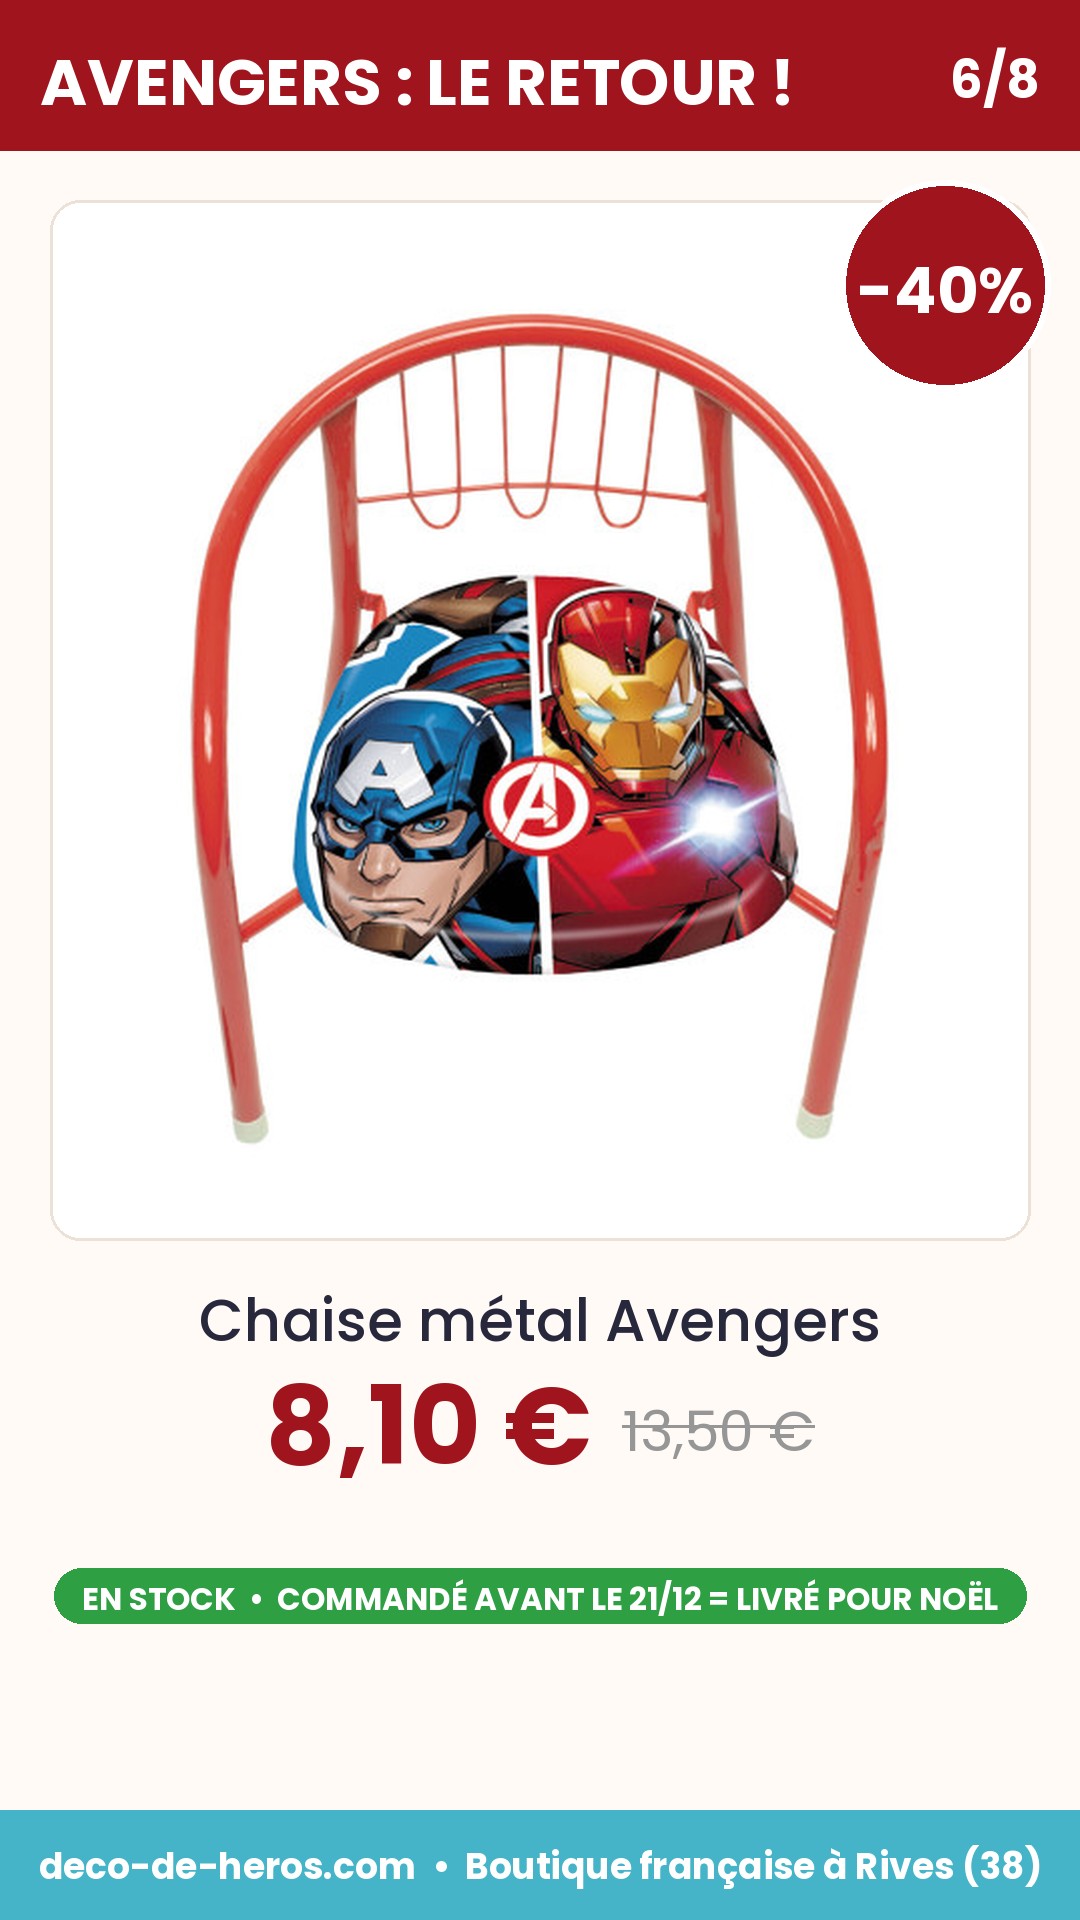 AVENGERS : LE RETOUR !
6/8
-40%
A
A
Chaise métal Avengers
8,10 € 13,50 €
EN STOCK • COMMANDÉ AVANT LE 21/12 = LIVRÉ POUR NOËL
deco-de-heros.com • Boutique française à Rives (38)